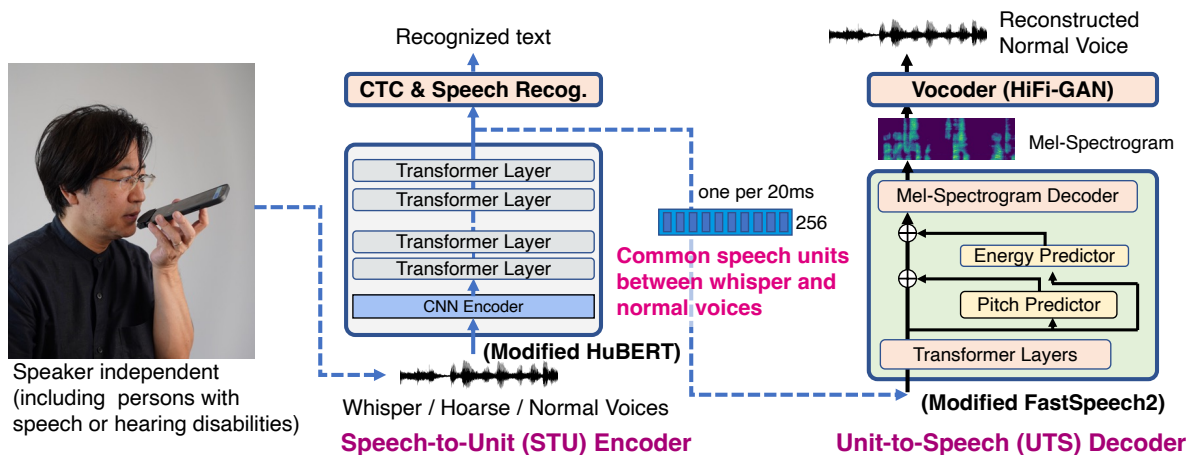 Recognized text
CTC & Speech Recog.
Transformer Layer
Transformer Layer
Transformer Layer
Transformer Layer
CNN Encoder
(Modified HuBERT)
Whisper / Hoarse / Normal Voices
Speech-to-Unit (STU) Encoder
Speaker independent
(including persons with
speech or hearing disabilities)
one per 20ms
256
Common speech units
between whisper and
normal voices
Reconstructed
Normal Voice
Vocoder (HiFi-GAN)
Mel-Spectrogram
Mel-Spectrogram Decoder
Energy Predictor
Pitch Predictor
Transformer Layers
(Modified FastSpeech2)
Unit-to-Speech (UTS) Decoder